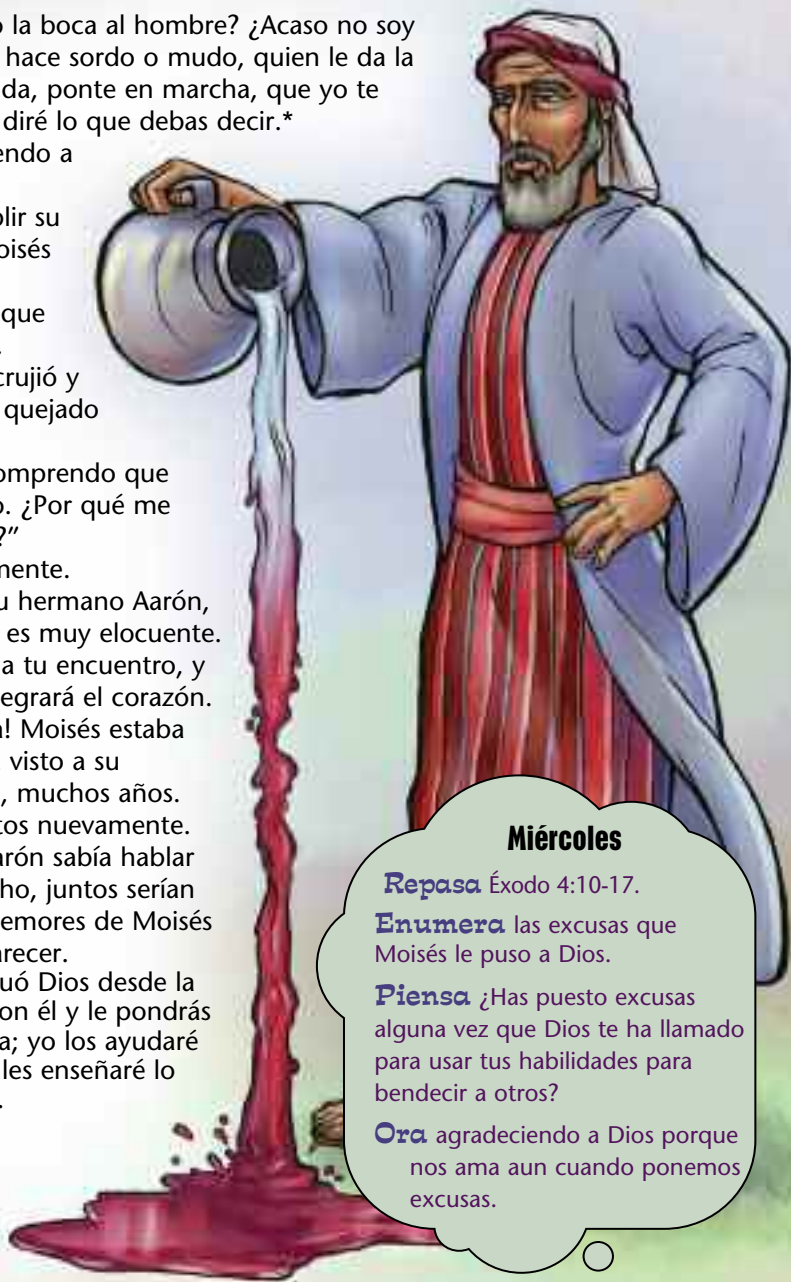 o la boca al hombre? ¿Acaso no soy
hace sordo o mudo, quien le da la
da, ponte en marcha, que yo te
diré lo que debas decir.*
endo a
plir su
oisés
que
crujió y
quejado
omprendo que
o. ¿Por qué me
?”
mente.
u hermano Aarón,
es muy elocuente.
a tu encuentro, y
egrará el corazón.
a! Moisés estaba
visto a su
, muchos años.
tos nuevamente.
arón sabía hablar
ho, juntos serían
emores de Moisés
arecer.
uó Dios desde la
on él y le pondrás
a; yo los ayudaré
les enseñaré lo
.
Miércoles
Repasa Éxodo 4:10-17.
Enumera las excusas que
Moisés le puso a Dios.
Piensa ¿Has puesto excusas
alguna vez que Dios te ha llamado
para usar tus habilidades para
bendecir a otros?
Ora agradeciendo a Dios porque
nos ama aun cuando ponemos
excusas.